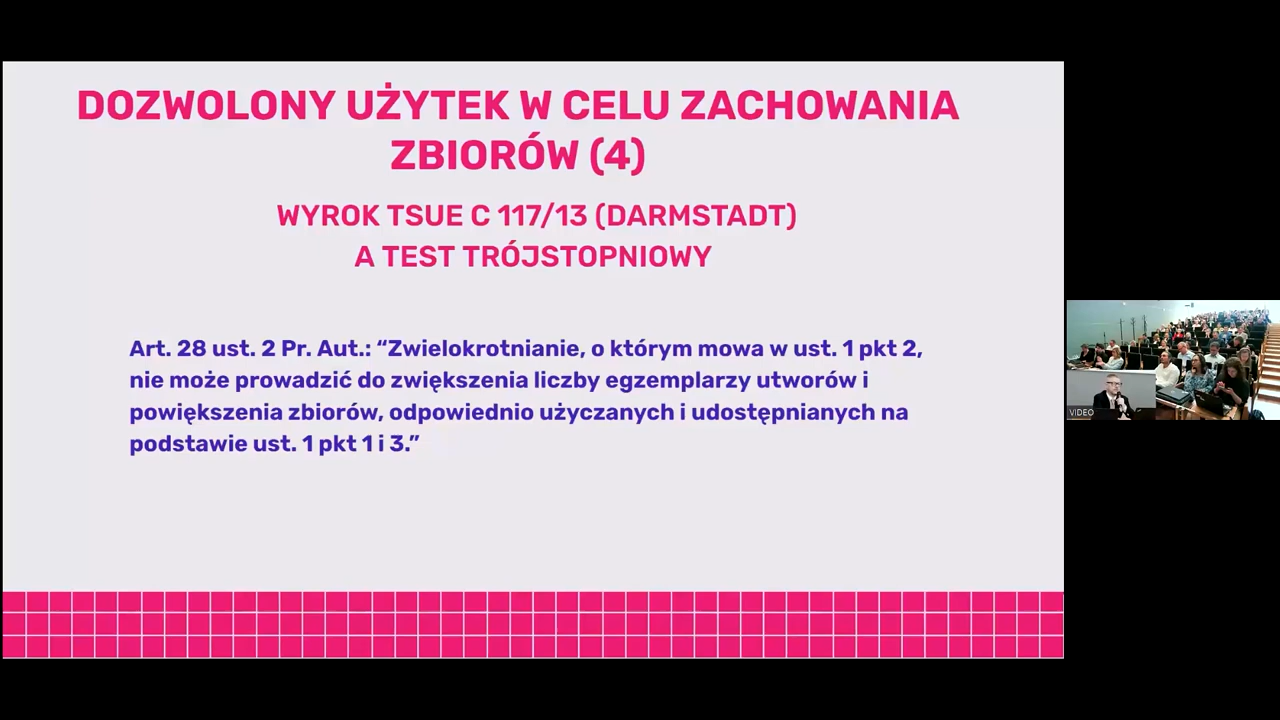 DOZWOLONY UŻYTEK W CELU ZACHOWANIA
ZBIORÓW (4)
WYROK TSUE C 117/13 (DARMSTADT)
A TEST TRÓJSTOPNIOWY
Art. 28 ust. 2 Pr. Aut.: “Zwielokrotnianie, o którym mowa w ust. 1 pkt 2,
nie może prowadzić do zwiększenia liczby egzemplarzy utworów i
powiększenia zbiorów, odpowiednio użyczanych i udostępnianych na
podstawie ust. 1 pkt 1 i 3.”
VIDEO